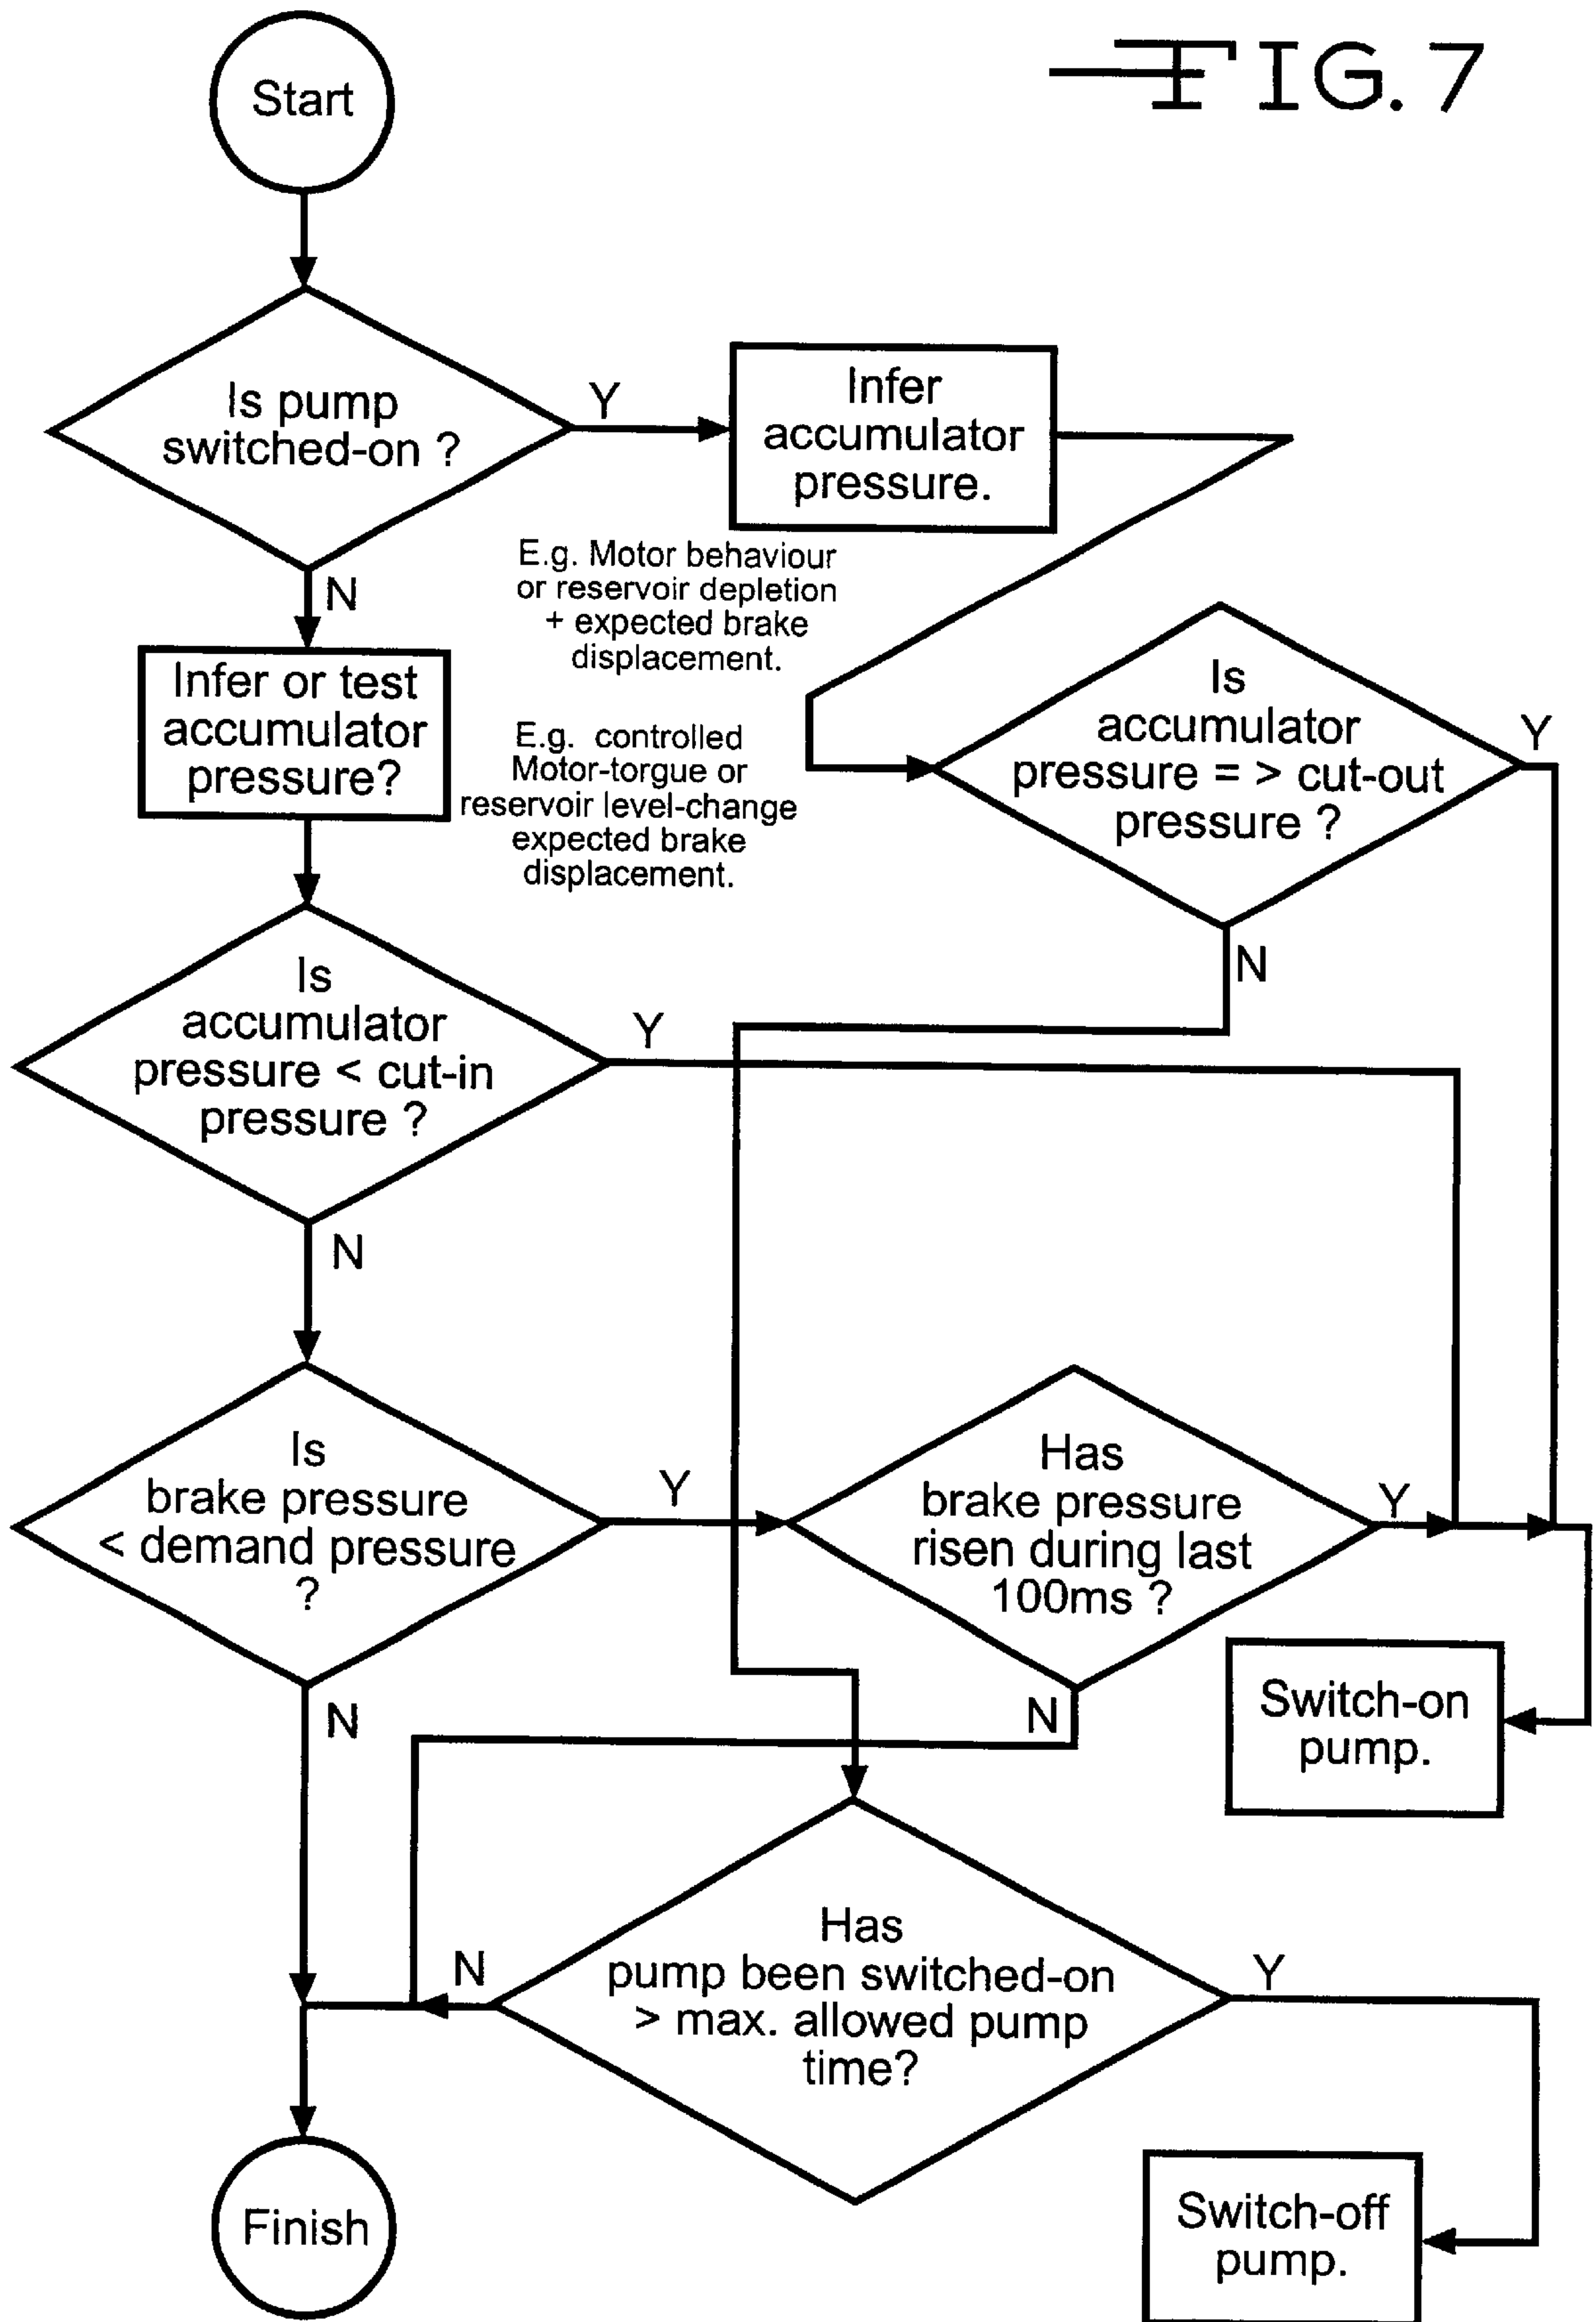 FIG. 7
Start
Is pump
switched-on ?
Y
N
Infer
accumulator
pressure.
E.g. Motor behaviour
or reservoir depletion
+ expected brake
displacement.
Infer or test
accumulator
pressure?
E.g. controlled
Motor-torgue or
reservoir level-change
expected brake
displacement.
Is
accumulator
pressure = > cut-out
pressure ?
Y
N
Is
accumulator
pressure < cut-in
pressure ?
Y
N
Is
brake pressure
< demand pressure
?
Y
N
Has
brake pressure
risen during last
100ms ?
Y
N
Switch-on
pump.
Has
pump been switched-on
> max. allowed pump
time?
N
Y
Switch-off
pump.
Finish